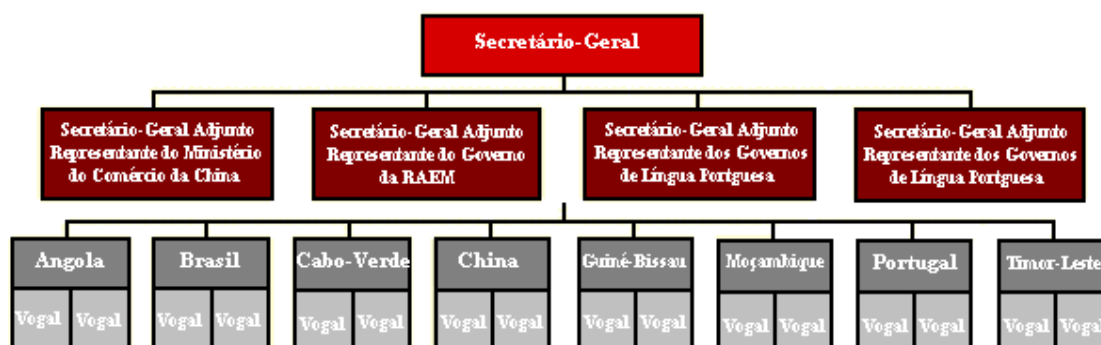 Secretário-Geral
Secretário-Geral Adjunto
Representante do Ministério
do Comércio da China
Secretário-Geral Adjunto
Representante do Governo
da RAEM
Secretário-Geral Adjunto
Representante dos Governos
de Língua Portguesa
Secretário-Geral Adjunto
Representante dos Governos
de Língua Portguesa
Angola
Brasil
Cabo-Verde
China
Guiné-Bissau
Moçambique
Portugal
Timor-Leste
Vogal Vogal
Vogal Vogal
Vogal Vogal
Vogal Vogal
Vogal Vogal
Vogal Vogal
Vogal Vogal
Vogal Vogal